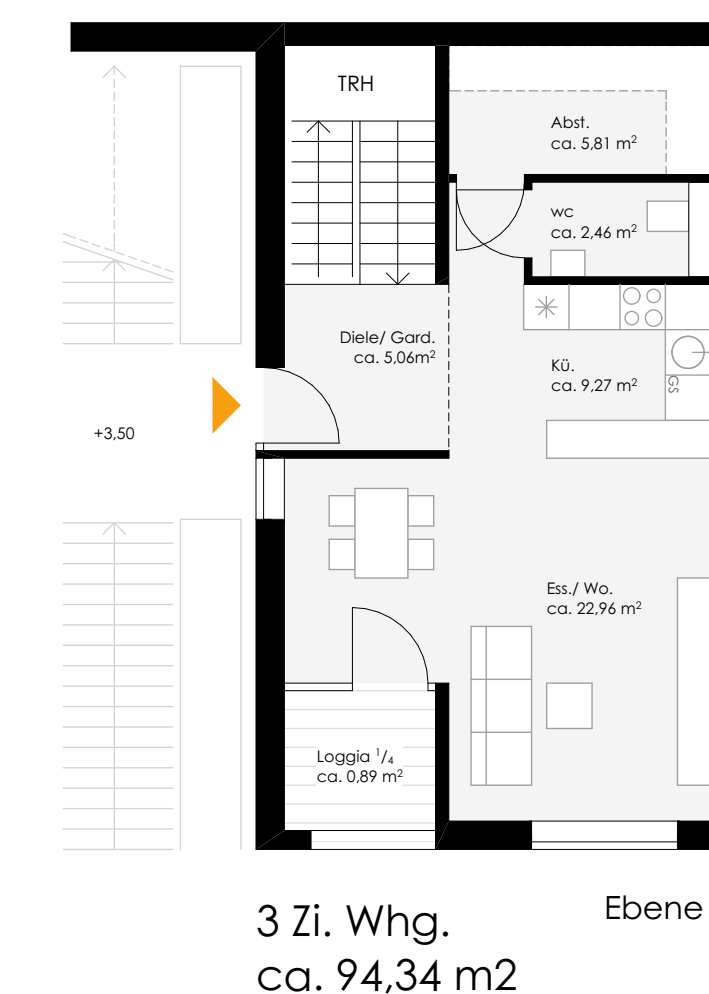 TRH
Abst.
ca. 5,81 m²
wc
ca. 2,46 m²
Diele/ Gard.
ca. 5,06m²
Kü.
ca. 9,27 m²
GS
+3,50
Ess./ Wo.
ca. 22,96 m²
Loggia ¹/₄
ca. 0,89 m²
Ebene
3 Zi. Whg.
ca. 94,34 m2